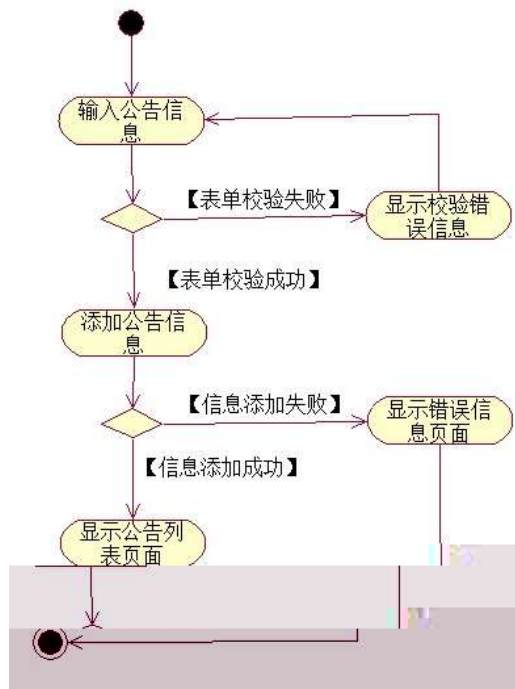 输入公告信
息
【表单校验失败】
显示校验错
误信息
【表单校验成功】
添加公告信
息
【信息添加失败】
显示错误信
息页面
【信息添加成功】
显示公告列
表页面